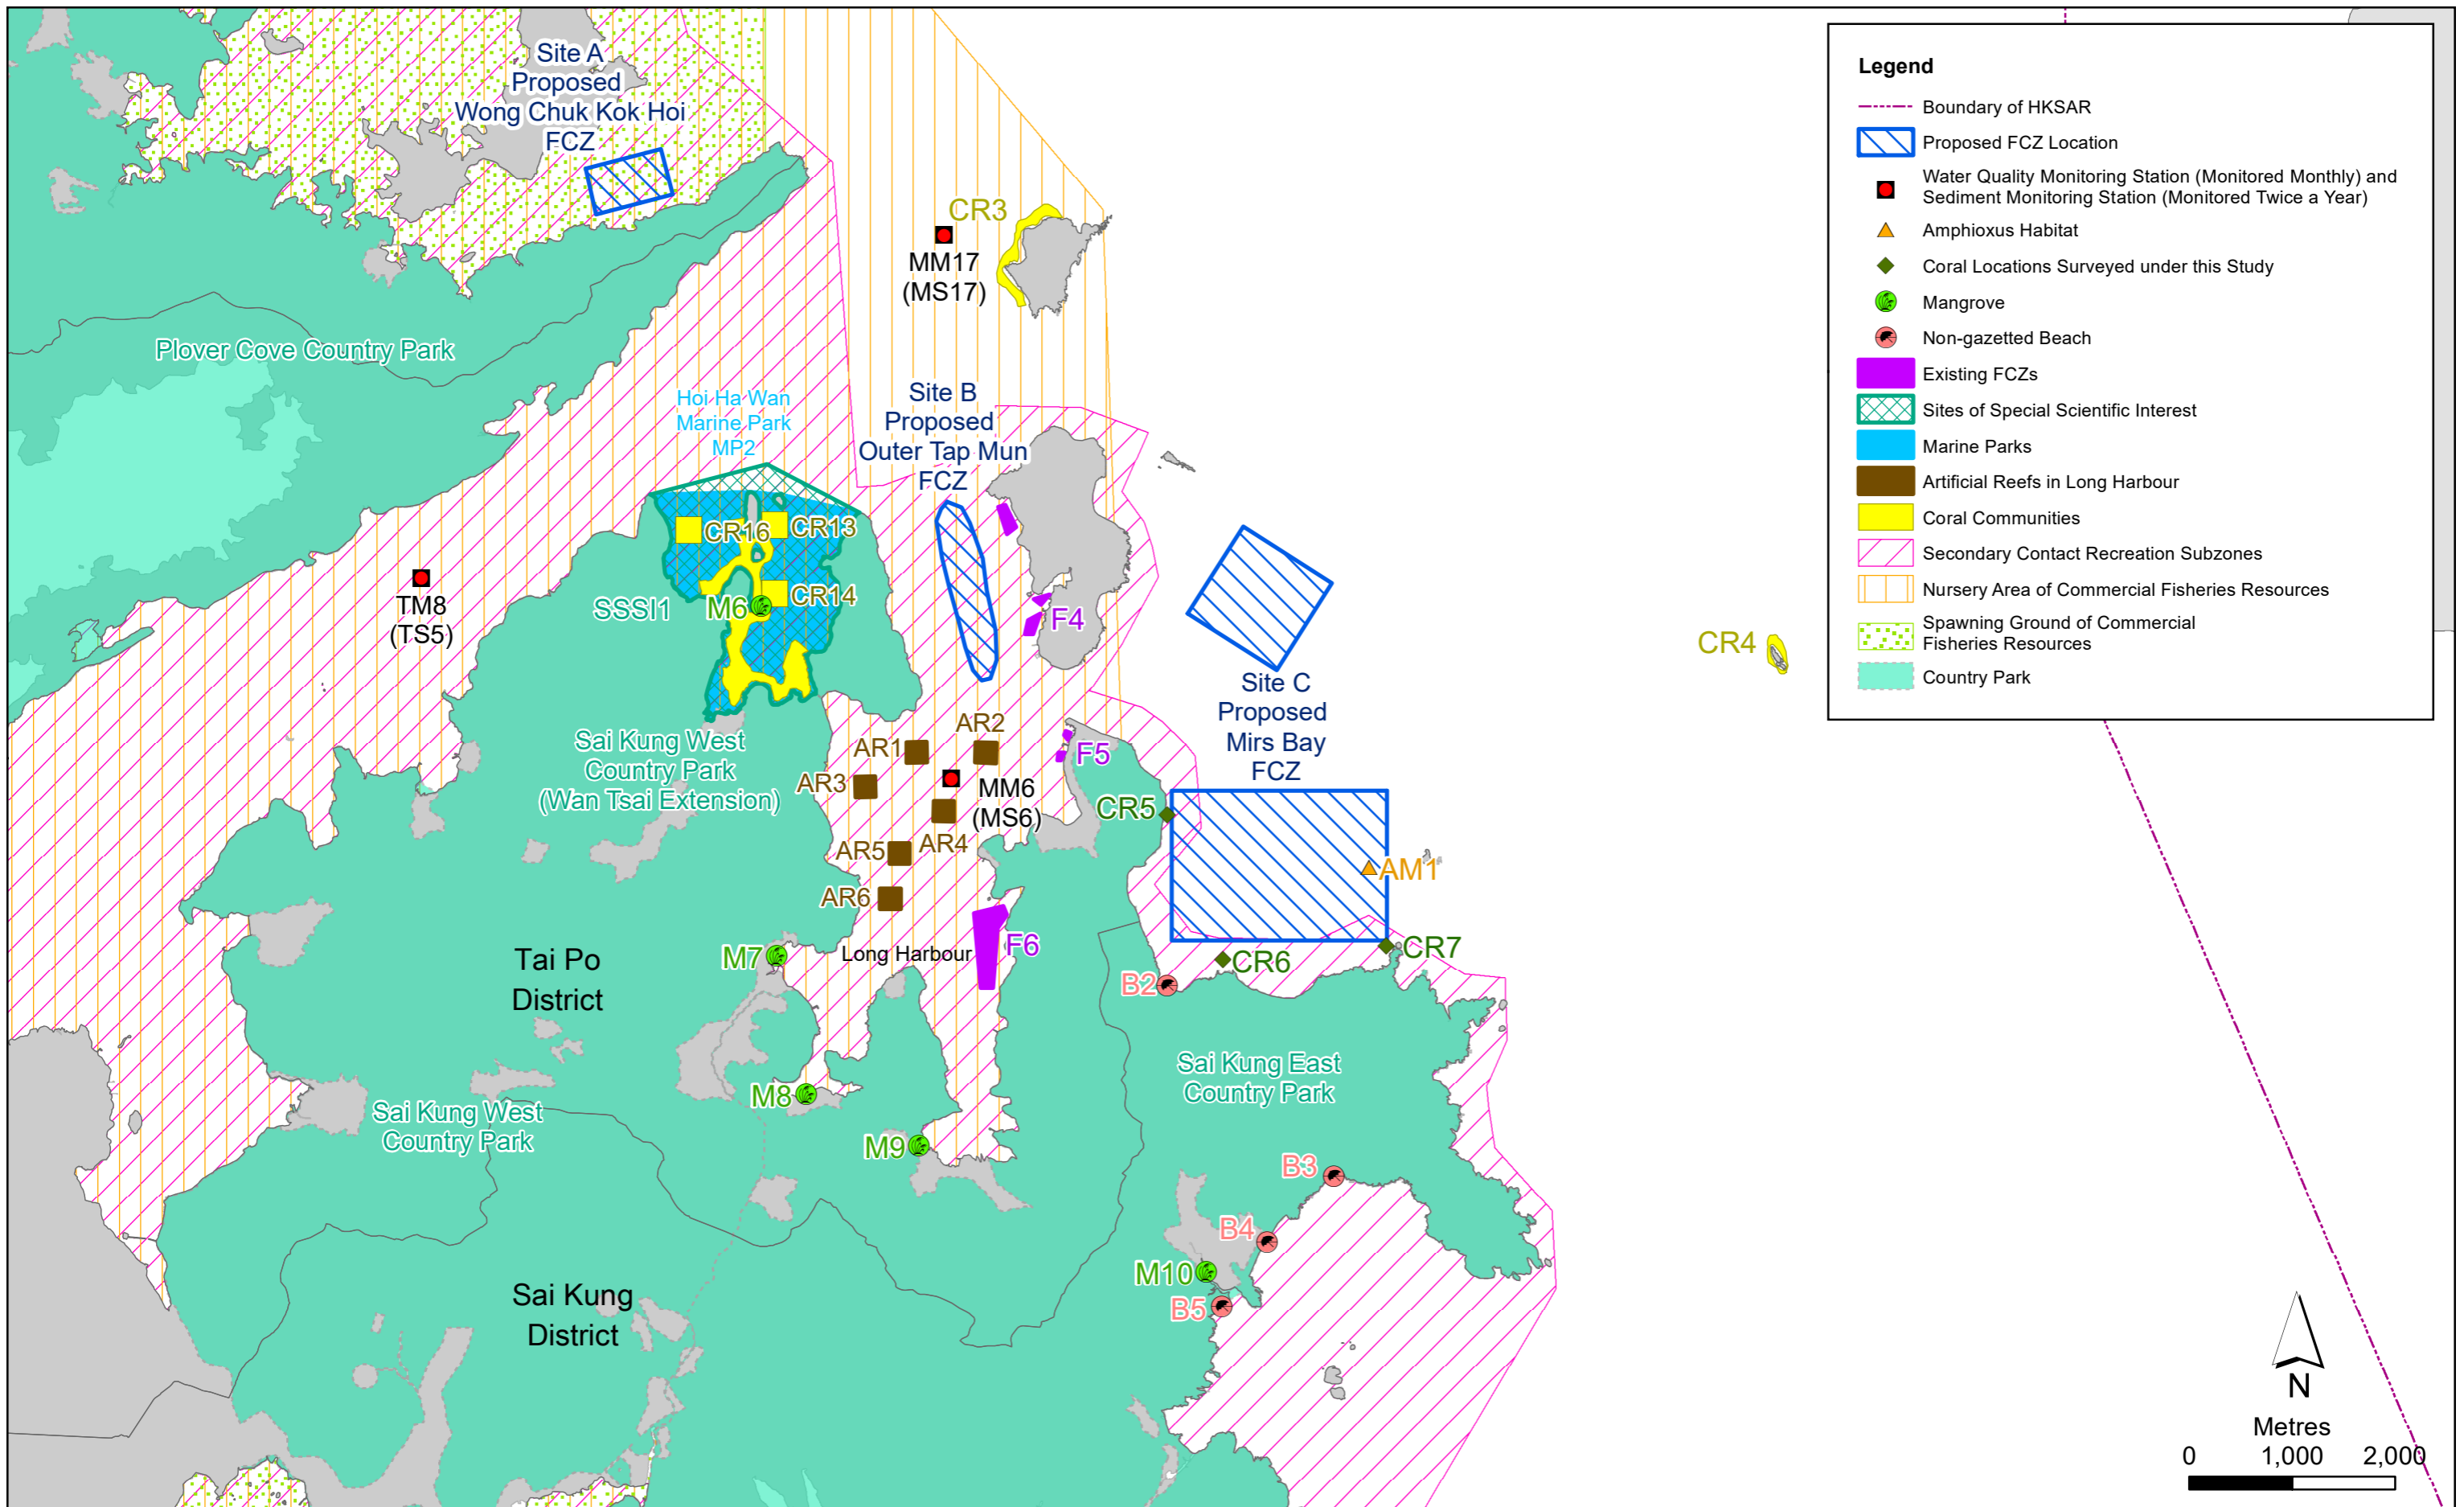 Site A
Proposed
Wong Chuk Kok Hoi
FCZ
CR3
MM17
(MS17)
Plover Cove Country Park
Hoi Ha Wan
Marine Park
MP2
Site B
Proposed
Outer Tap Mun
FCZ
CR16
CR13
CR14
M6
SSSI1
TM8
(TS5)
F4
CR4
Site C
Proposed
Mirs Bay
FCZ
Sai Kung West
Country Park
(Wan Tsai Extension)
AR1
AR2
AR3
MM6
(MS6)
AR4
AR5
AR6
F5
CR5
AM1
F6
Long Harbour
M7
CR6
CR7
B2
Tai Po
District
Sai Kung East
Country Park
M8
M9
Sai Kung West
Country Park
B3
B4
M10
B5
Sai Kung
District
Legend
Boundary of HKSAR
Proposed FCZ Location
Water Quality Monitoring Station (Monitored Monthly) and
Sediment Monitoring Station (Monitored Twice a Year)
Amphioxus Habitat
Coral Locations Surveyed under this Study
Mangrove
Non-gazetted Beach
Existing FCZs
Sites of Special Scientific Interest
Marine Parks
Artificial Reefs in Long Harbour
Coral Communities
Secondary Contact Recreation Subzones
Nursery Area of Commercial Fisheries Resources
Spawning Ground of Commercial
Fisheries Resources
Country Park
N
Metres
0 1,000 2,000